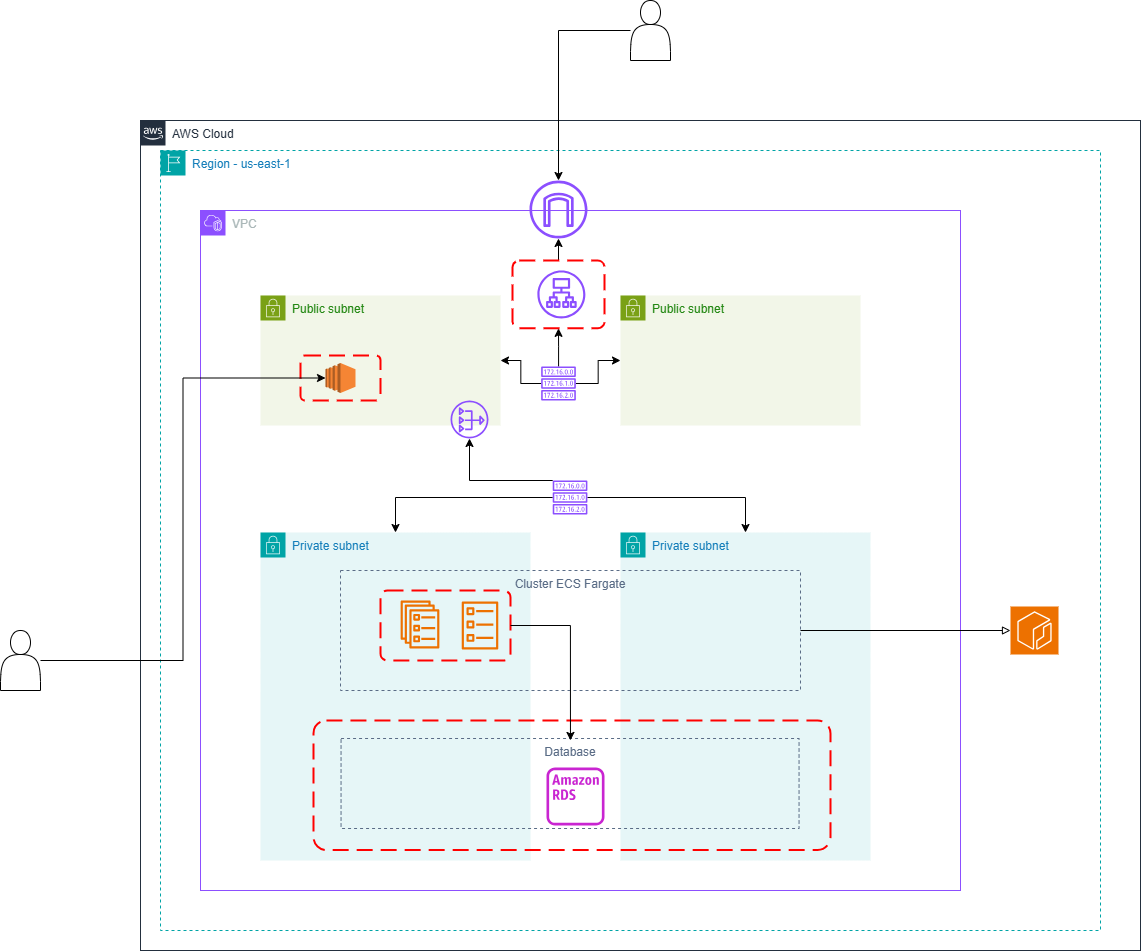 aws
AWS Cloud
Region - us-east-1
VPC
Public subnet
Public subnet
172.16.0.0
172.16.1.0
172.16.2.0
172.16.0.0
172.16.1.0
172.16.2.0
Private subnet
Private subnet
Cluster ECS Fargate
Database
Amazon
RDS